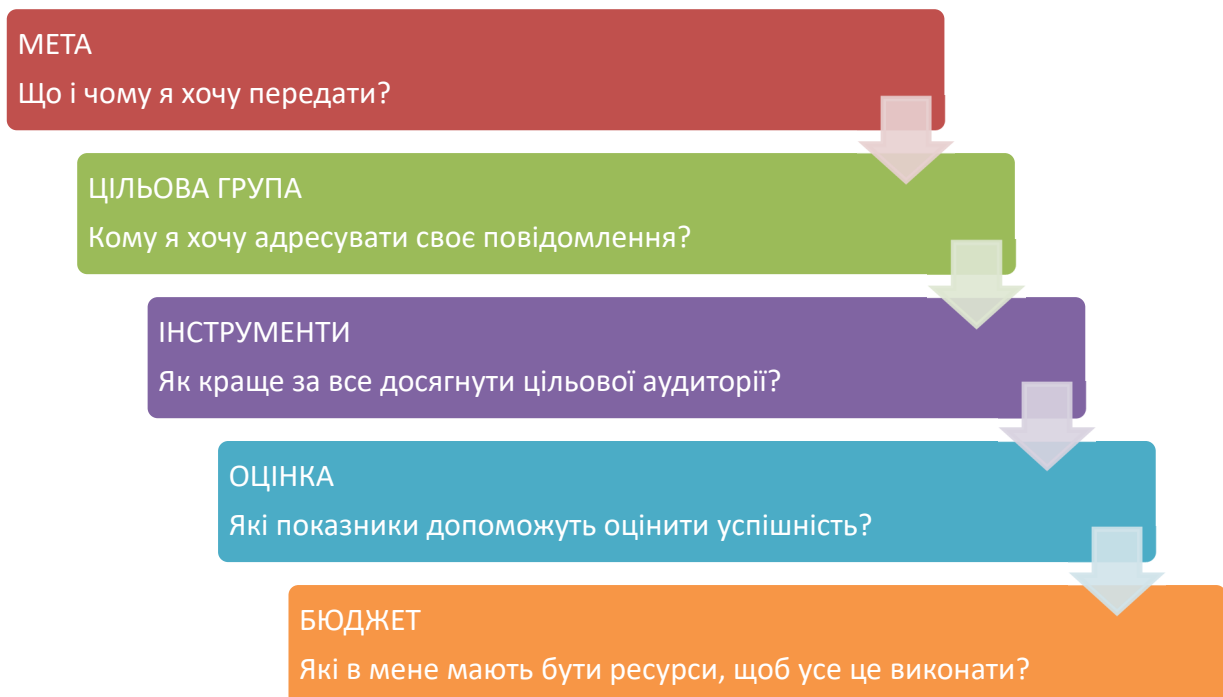 МЕТА
Що і чому я хочу передати?
ЦІЛЬОВА ГРУПА
Кому я хочу адресувати своє повідомлення?
ІНСТРУМЕНТИ
Як краще за все досягнути цільової аудиторії?
ОЦІНКА
Які показники допоможуть оцінити успішність?
БЮДЖЕТ
Які в мене мають бути ресурси, щоб усе це виконати?